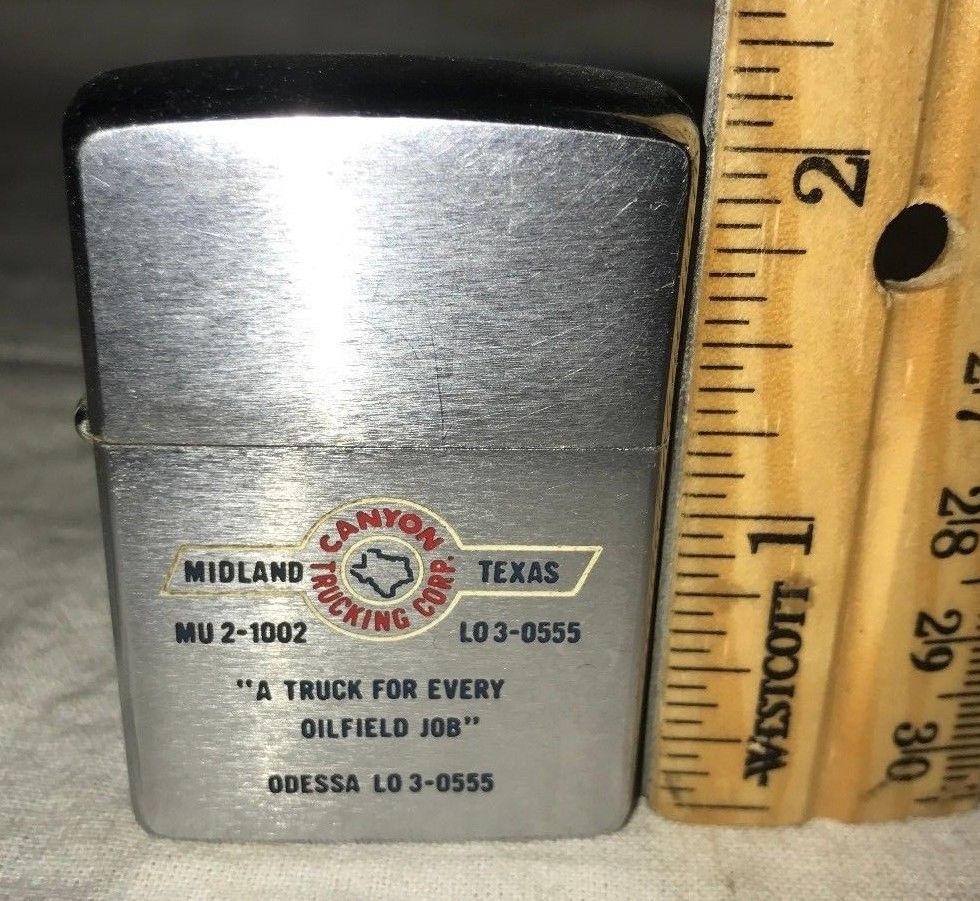 CANYON
TRUCKING CORP.
MIDLAND TEXAS
MU 2-1002 LO 3-0555
"A TRUCK FOR EVERY
OILFIELD JOB"
ODESSA LO 3-0555
2
1
WESTCOTT
27
28
29
30